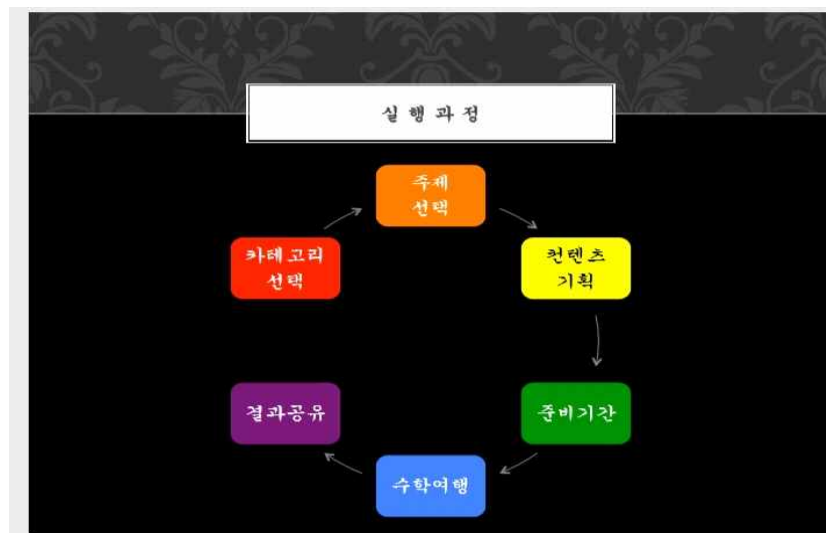 실행과정
주제
선택
카테고리
선택
컨텐츠
기획
결과공유
준비기간
수학여행